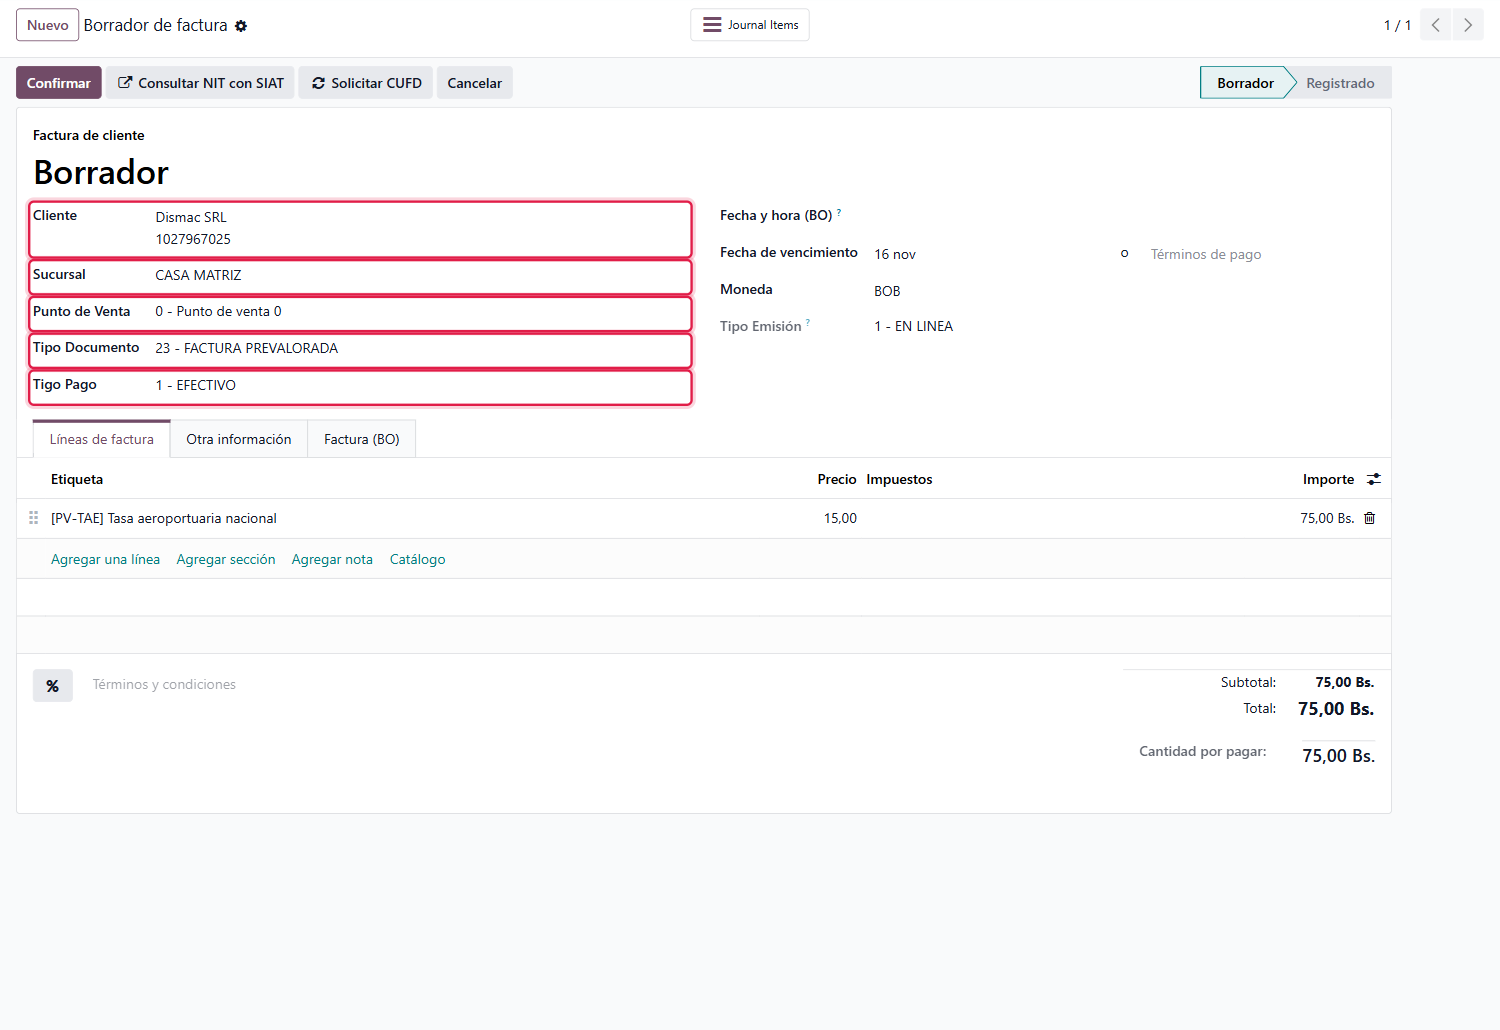 Nuevo Borrador de factura
Journal Items
1 / 1
Confirmar Consultar NIT con SIAT Solicitar CUFD Cancelar
Borrador Registrado
Factura de cliente
Borrador
Cliente Dismac SRL
1027967025
Sucursal CASA MATRIZ
Punto de Venta 0 - Punto de venta 0
Tipo Documento 23 - FACTURA PREVALORADA
Tigo Pago 1 - EFECTIVO
Fecha y hora (BO) ?
Fecha de vencimiento 16 nov o Términos de pago
Moneda BOB
Tipo Emisión ? 1 - EN LINEA
Líneas de factura Otra información Factura (BO)
Etiqueta Precio Impuestos Importe
[PV-TAE] Tasa aeroportuaria nacional 15,00 75,00 Bs.
Agregar una línea Agregar sección Agregar nota Catálogo
% Términos y condiciones
Subtotal: 75,00 Bs.
Total: 75,00 Bs.
Cantidad por pagar: 75,00 Bs.